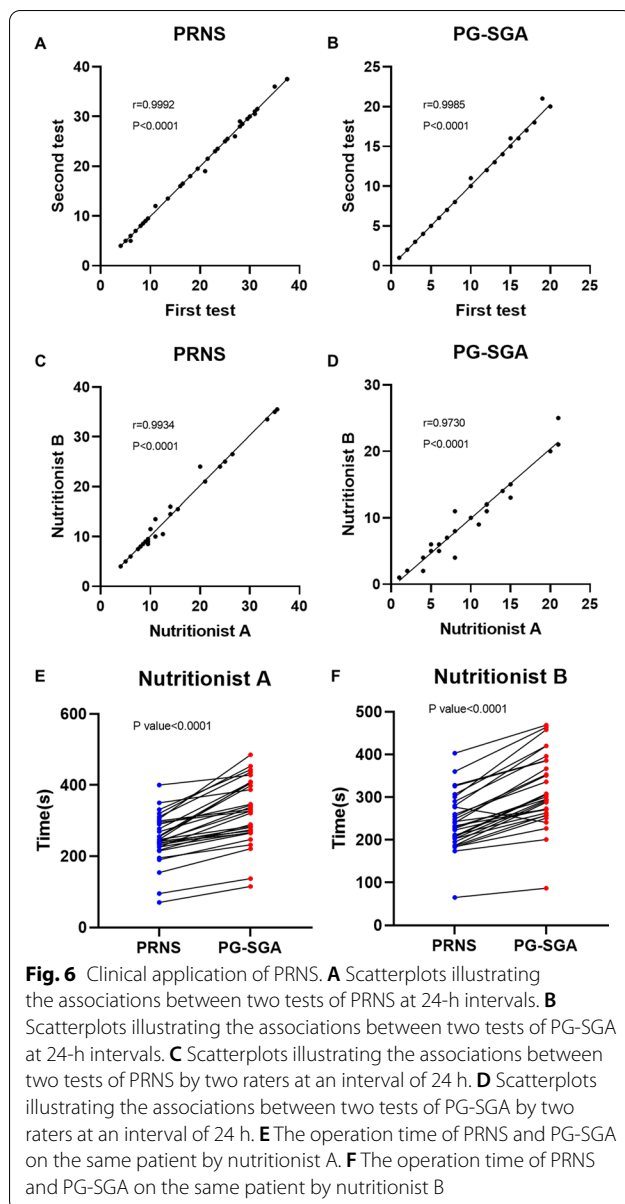 A
PRNS
Second test
40
30
20
10
0
r=0.9992
P<0.0001
0
10
20
30
40
First test
B
PG-SGA
Second test
25
20
15
10
5
0
r=0.9985
P<0.0001
0
5
10
15
20
25
First test
C
PRNS
Nutritionist B
40
30
20
10
0
r=0.9934
P<0.0001
0
10
20
30
40
Nutritionist A
D
PG-SGA
Nutritionist B
30
20
10
0
r=0.9730
P<0.0001
0
5
10
15
20
25
Nutritionist A
E
Nutritionist A
Time(s)
600
400
200
0
P value<0.0001
PRNS
PG-SGA
F
Nutritionist B
Time(s)
500
400
300
200
100
0
P value<0.0001
PRNS
PG-SGA
Fig. 6 Clinical application of PRNS. A Scatterplots illustrating
the associations between two tests of PRNS at 24-h intervals. B
Scatterplots illustrating the associations between two tests of PG-SGA
at 24-h intervals. C Scatterplots illustrating the associations between
two tests of PRNS by two raters at an interval of 24 h. D Scatterplots
illustrating the associations between two tests of PG-SGA by two
raters at an interval of 24 h. E The operation time of PRNS and PG-SGA
on the same patient by nutritionist A. F The operation time of PRNS
and PG-SGA on the same patient by nutritionist B